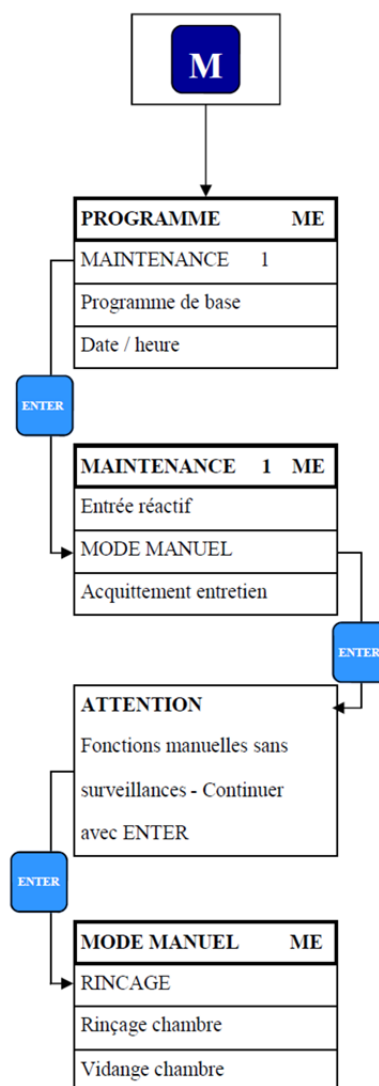 M
PROGRAMME ME
MAINTENANCE 1
Programme de base
Date / heure
ENTER
MAINTENANCE 1 ME
Entrée réactif
MODE MANUEL
Acquittement entretien
ENTER
ATTENTION
Fonctions manuelles sans
surveillances - Continuer
avec ENTER
ENTER
MODE MANUEL ME
RINCAGE
Rinçage chambre
Vidange chambre